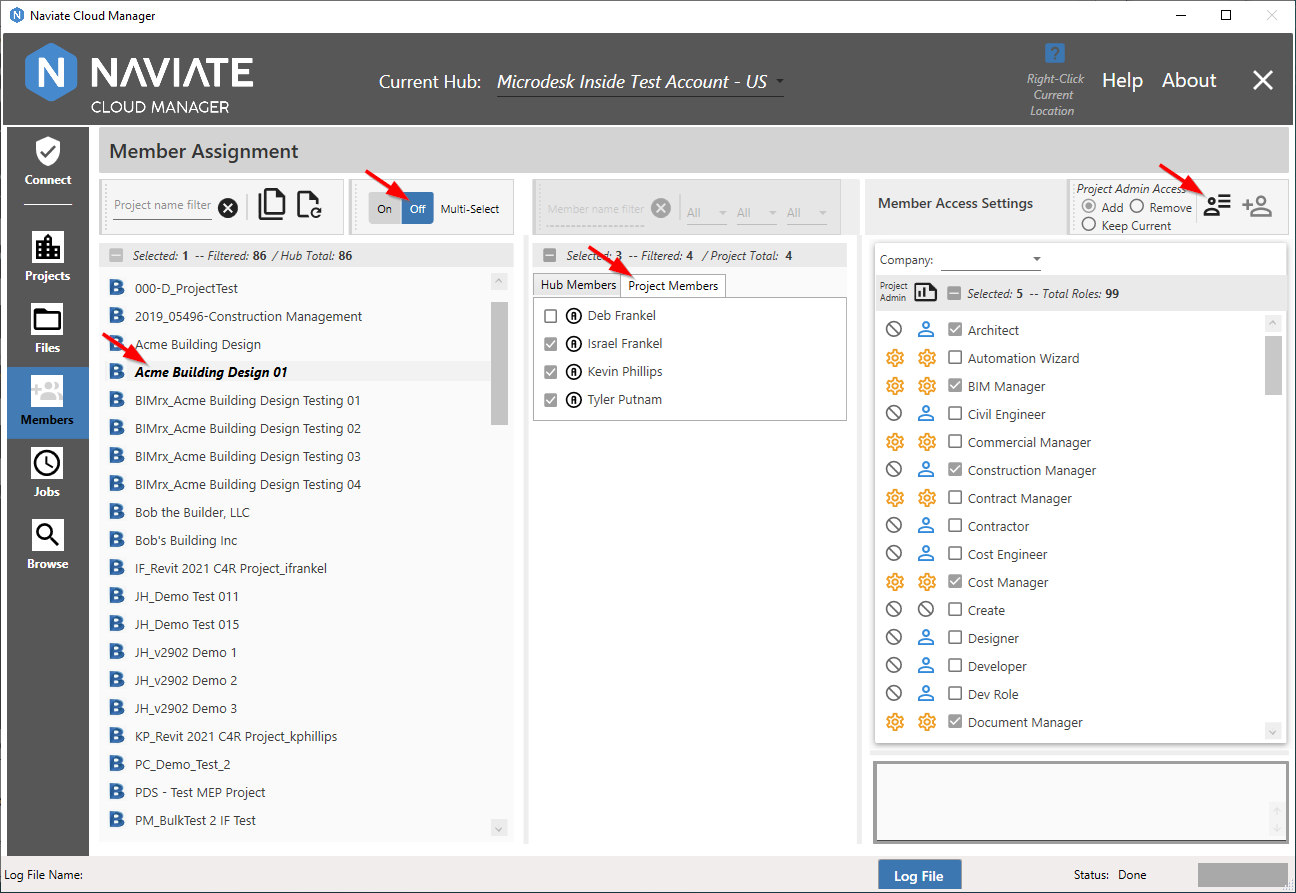 Naviate Cloud Manager
NAVIATE
CLOUD MANAGER
Current Hub: Microdesk Inside Test Account - US
?
Right-Click
Current
Location
Help
About
Connect
Projects
Files
Members
Jobs
Browse
Member Assignment
Project name filter
On
Off
Multi-Select
Member name filter
All
All
All
Member Access Settings
Project Admin Access
Add
Remove
Keep Current
Selected: 1 -- Filtered: 86 / Hub Total: 86
000-D_ProjectTest
2019_05496-Construction Management
Acme Building Design
Acme Building Design 01
BIMrx_Acme Building Design Testing 01
BIMrx_Acme Building Design Testing 02
BIMrx_Acme Building Design Testing 03
BIMrx_Acme Building Design Testing 04
Bob the Builder, LLC
Bob's Building Inc
IF_Revit 2021 C4R Project_ifrankel
JH_Demo Test 011
JH_Demo Test 015
JH_v2902 Demo 1
JH_v2902 Demo 2
JH_v2902 Demo 3
KP_Revit 2021 C4R Project_kphillips
PC_Demo_Test_2
PDS - Test MEP Project
PM_BulkTest 2 IF Test
Selected: 3 -- Filtered: 4 / Project Total: 4
Hub Members
Project Members
Deb Frankel
Israel Frankel
Kevin Phillips
Tyler Putnam
Company:
Project
Admin
Selected: 5 -- Total Roles: 99
Architect
Automation Wizard
BIM Manager
Civil Engineer
Commercial Manager
Construction Manager
Contract Manager
Contractor
Cost Engineer
Cost Manager
Create
Designer
Developer
Dev Role
Document Manager
Log File Name:
Log File
Status: Done